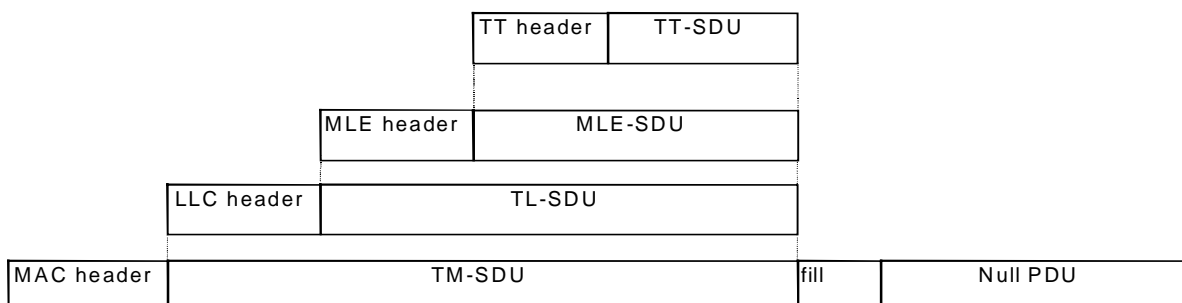 TT header TT-SDU
MLE header MLE-SDU
LLC header TL-SDU
MAC header TM-SDU fill Null PDU